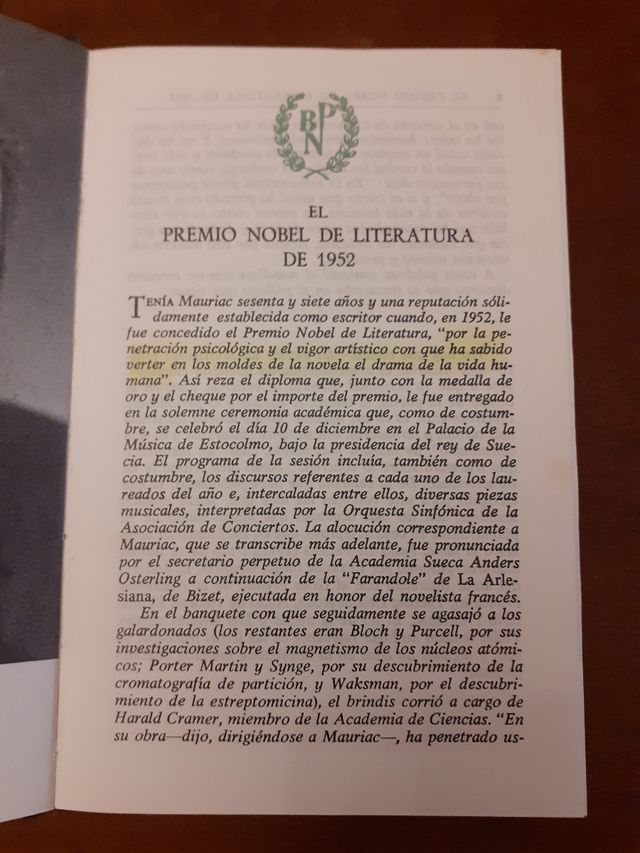 BPN
EL
PREMIO NOBEL DE LITERATURA
DE 1952
TENÍA Mauriac sesenta y siete años y una reputación sóli-
damente establecida como escritor cuando, en 1952, le
fue concedido el Premio Nobel de Literatura, "por la pe-
netración psicológica y el vigor artístico con que ha sabido
verter en los moldes de la novela el drama de la vida hu-
mana". Así reza el diploma que, junto con la medalla de
oro y el cheque por el importe del premio, le fue entregado
en la solemne ceremonia académica que, como de costum-
bre, se celebró el día 10 de diciembre en el Palacio de la
Música de Estocolmo, bajo la presidencia del rey de Sue-
cia. El programa de la sesión incluía, también como de
costumbre, los discursos referentes a cada uno de los lau-
reados del año e, intercaladas entre ellos, diversas piezas
musicales, interpretadas por la Orquesta Sinfónica de la
Asociación de Conciertos. La alocución correspondiente a
Mauriac, que se transcribe más adelante, fue pronunciada
por el secretario perpetuo de la Academia Sueca Anders
Osterling a continuación de la "Farandole" de La Arle-
siana, de Bizet, ejecutada en honor del novelista francés.
En el banquete con que seguidamente se agasajó a los
galardonados (los restantes eran Bloch y Purcell, por sus
investigaciones sobre el magnetismo de los núcleos atómi-
cos; Porter Martin y Synge, por su descubrimiento de la
cromatografía de partición, y Waksman, por el descubri-
miento de la estreptomicina), el brindis corrió a cargo de
Harald Cramer, miembro de la Academia de Ciencias. "En
su obra—dijo, dirigiéndose a Mauriac—, ha penetrado us-